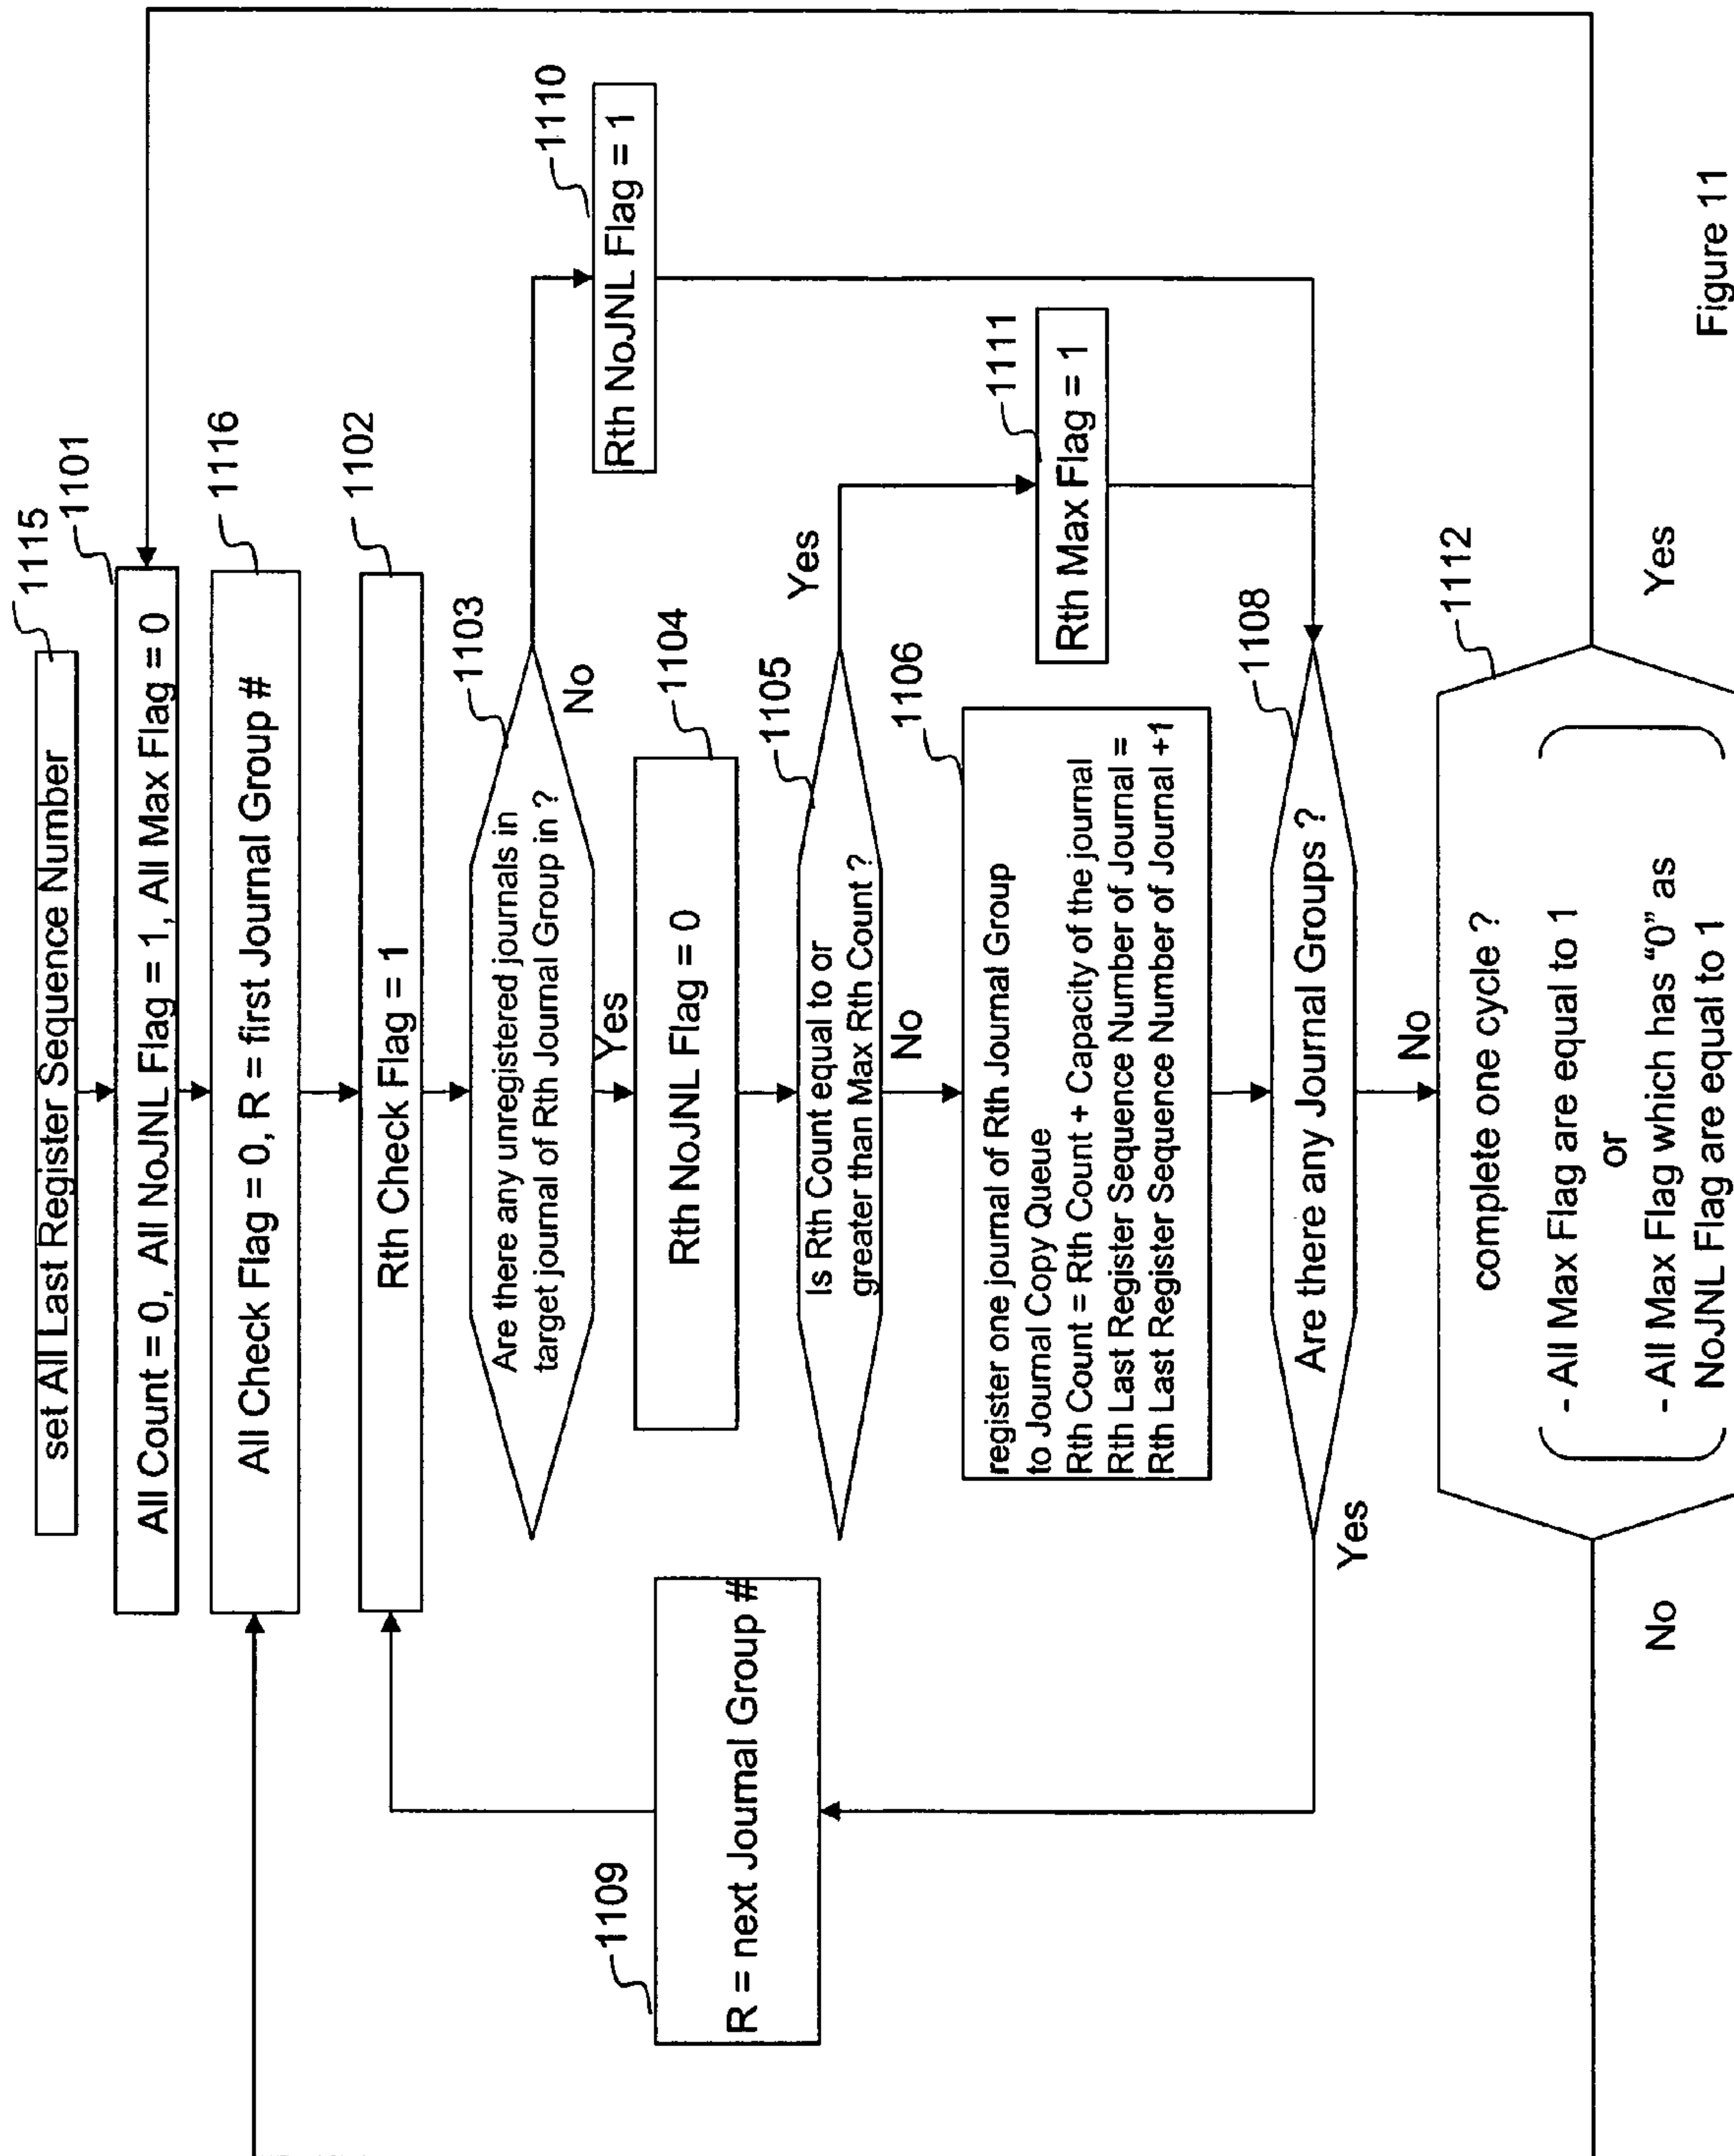 set All Last Register Sequence Number
1115
1101
All Count = 0, All NoJNL Flag = 1, All Max Flag = 0
1116
All Check Flag = 0, R = first Journal Group #
1102
Rth Check Flag = 1
1103
Are there any unregistered journals in
target journal of Rth Journal Group in ?
No
Yes
1110
Rth NoJNL Flag = 1
1104
Rth NoJNL Flag = 0
1105
Is Rth Count equal to or
greater than Max Rth Count ?
Yes
No
1111
Rth Max Flag = 1
1106
register one journal of Rth Journal Group
to Journal Copy Queue
Rth Count = Rth Count + Capacity of the journal
Rth Last Register Sequence Number of Journal =
Rth Last Register Sequence Number of Journal +1
1109
R = next Journal Group #
1108
Are there any Journal Groups ?
Yes
No
1112
complete one cycle ?
- All Max Flag are equal to 1
or
- All Max Flag which has "0" as
NoJNL Flag are equal to 1
No
Yes
Figure 11